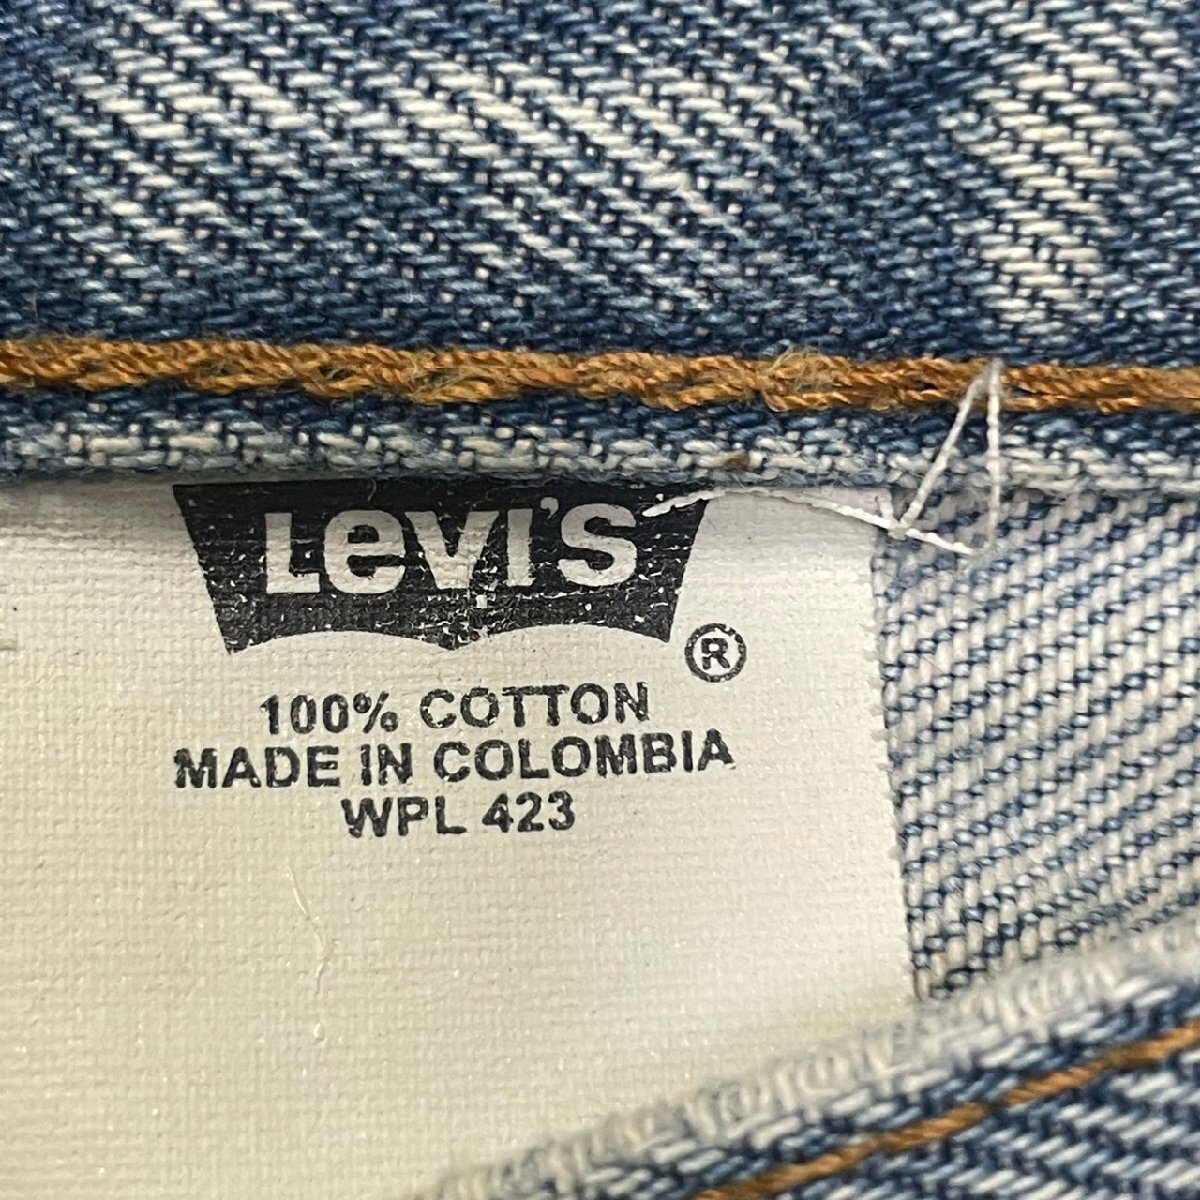 Levi's
®
100% COTTON
MADE IN COLOMBIA
WPL 423